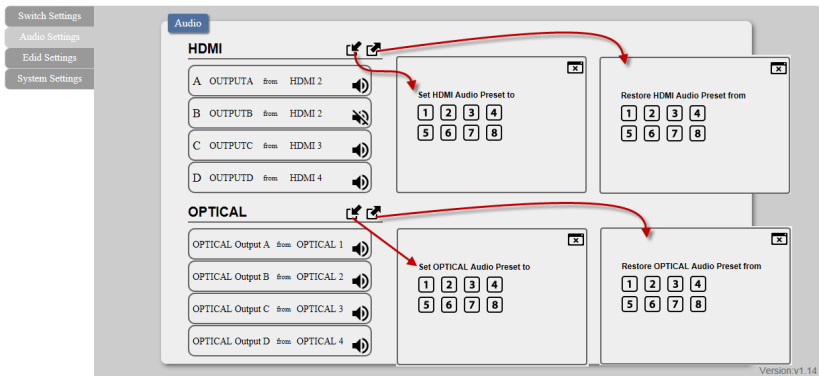 Switch Settings
Audio Settings
Edid Settings
System Settings
Audio
HDMI
A OUTPUTA from HDMI 2
B OUTPUTB from HDMI 2
C OUTPUTC from HDMI 3
D OUTPUTD from HDMI 4
Set HDMI Audio Preset to
1 2 3 4
5 6 7 8
Restore HDMI Audio Preset from
1 2 3 4
5 6 7 8
OPTICAL
OPTICAL Output A from OPTICAL 1
OPTICAL Output B from OPTICAL 2
OPTICAL Output C from OPTICAL 3
OPTICAL Output D from OPTICAL 4
Set OPTICAL Audio Preset to
1 2 3 4
5 6 7 8
Restore OPTICAL Audio Preset from
1 2 3 4
5 6 7 8
Version:v1.14